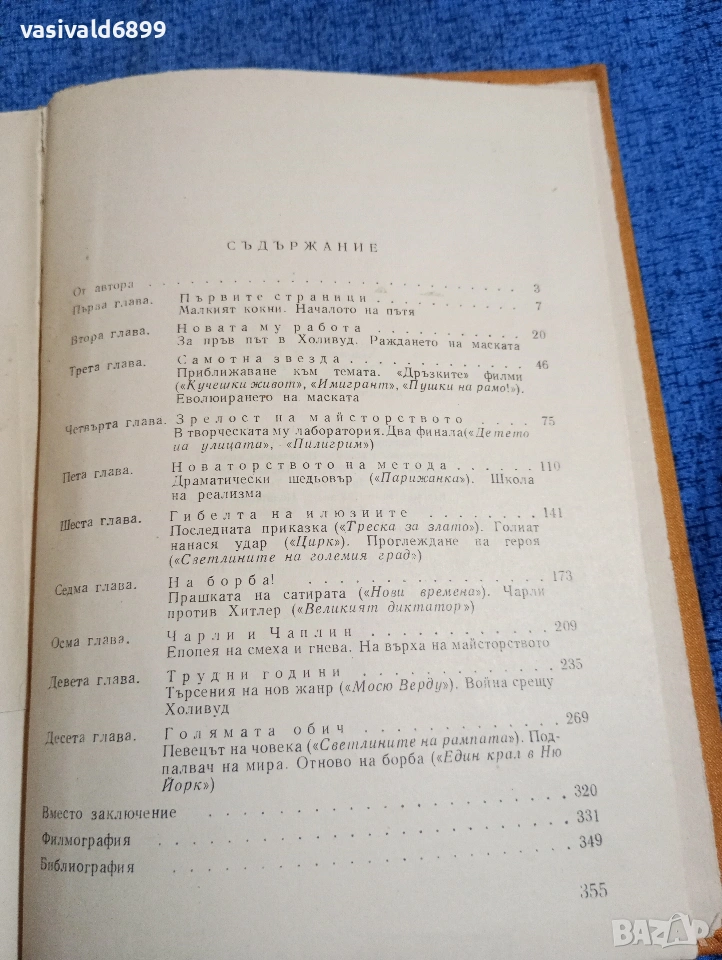 vasivald6899
СЪДЪРЖАНИЕ
От автора . . . . . . . . . . . . . . . . . . . . . . . . 3
Първа глава. Първите страници . . . . . . . . . . 7
Малкият кокни. Началото на пътя
Втора глава. Новата му работа . . . . . . . . . . 20
За пръв път в Холивуд. Раждането на маската
Трета глава. Самотна звезда . . . . . . . . . . . 46
Приближаване към темата. «Дръзките» филми
(«Кучешки живот», «Имигрант», «Пушки на рамо!»).
Еволюирането на маската
Четвърта глава. Зрелост на майсторството . . . . . 75
В творческата му лаборатория. Два финала(«Детето
на улицата», «Пилигрим»)
Пета глава. Новаторството на метода . . . . . . 110
Драматически шедьовър («Парижанка»). Школа
на реализма
Шеста глава. Гибелта на илюзиите . . . . . . . . 141
Последната приказка («Треска за злато»). Голиат
нанася удар («Цирк»). Проглеждане на героя
(«Светлините на големия град»)
Седма глава. На борба! . . . . . . . . . . . . . . 173
Прашката на сатирата («Нови времена»). Чарли
против Хитлер («Великият диктатор»)
Осма глава. Чарли и Чаплин . . . . . . . . . . . 209
Епопея на смеха и гнева. На върха на майсторството
Девета глава. Трудни години . . . . . . . . . . . . 235
Търсения на нов жанр («Мосю Верду»). Война срещу
Холивуд
Десета глава. Голямата обич . . . . . . . . . . . 269
Певецът на човека («Светлините на рампата»). Под-
палвач на мира. Отново на борба («Един крал в Ню
Йорк»)
Вместо заключение . . . . . . . . . . . . . . . . 320
Филмография . . . . . . . . . . . . . . . . . . . 331
Библиография . . . . . . . . . . . . . . . . . . 349
355
BAZAR